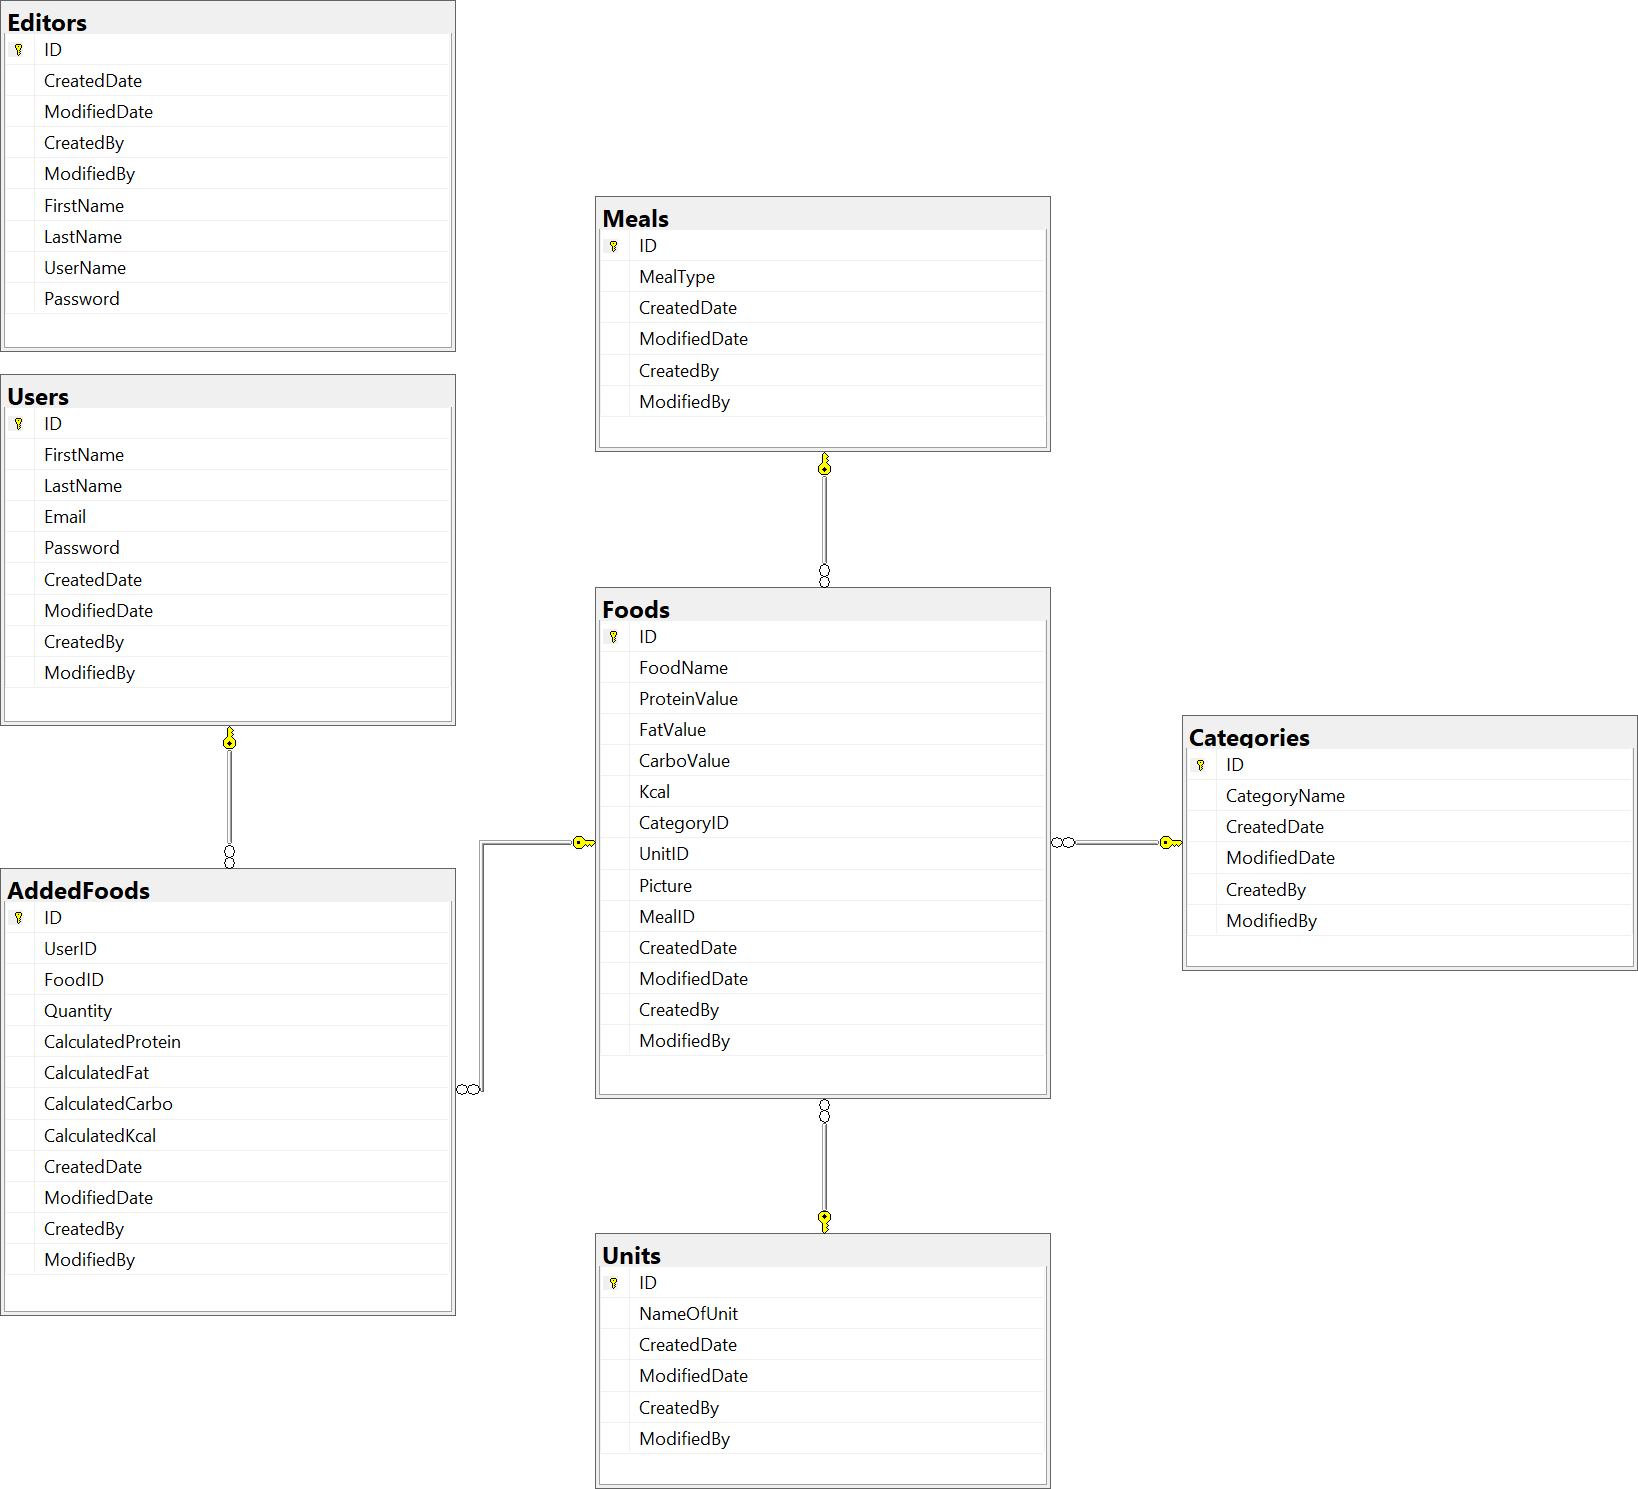 Editors
ID
CreatedDate
ModifiedDate
CreatedBy
ModifiedBy
FirstName
LastName
UserName
Password
Users
ID
FirstName
LastName
Email
Password
CreatedDate
ModifiedDate
CreatedBy
ModifiedBy
AddedFoods
ID
UserID
FoodID
Quantity
CalculatedProtein
CalculatedFat
CalculatedCarbo
CalculatedKcal
CreatedDate
ModifiedDate
CreatedBy
ModifiedBy
Meals
ID
MealType
CreatedDate
ModifiedDate
CreatedBy
ModifiedBy
Foods
ID
FoodName
ProteinValue
FatValue
CarboValue
Kcal
CategoryID
UnitID
Picture
MealID
CreatedDate
ModifiedDate
CreatedBy
ModifiedBy
Units
ID
NameOfUnit
CreatedDate
ModifiedDate
CreatedBy
ModifiedBy
Categories
ID
CategoryName
CreatedDate
ModifiedDate
CreatedBy
ModifiedBy